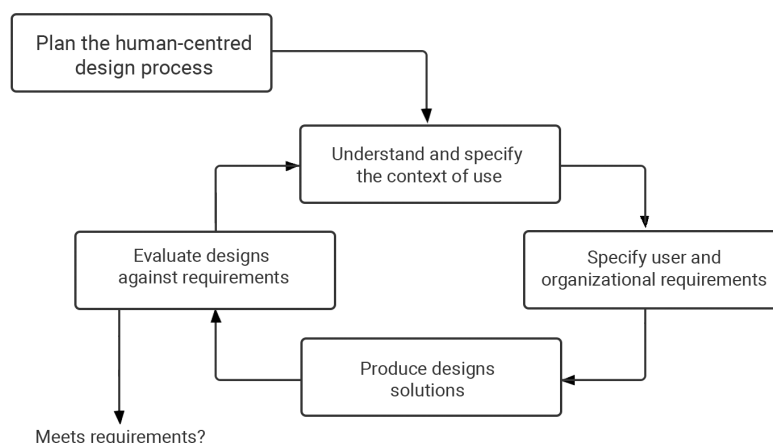 Plan the human-centred
design process
Understand and specify
the context of use
Evaluate designs
against requirements
Specify user and
organizational requirements
Produce designs
solutions
Meets requirements?